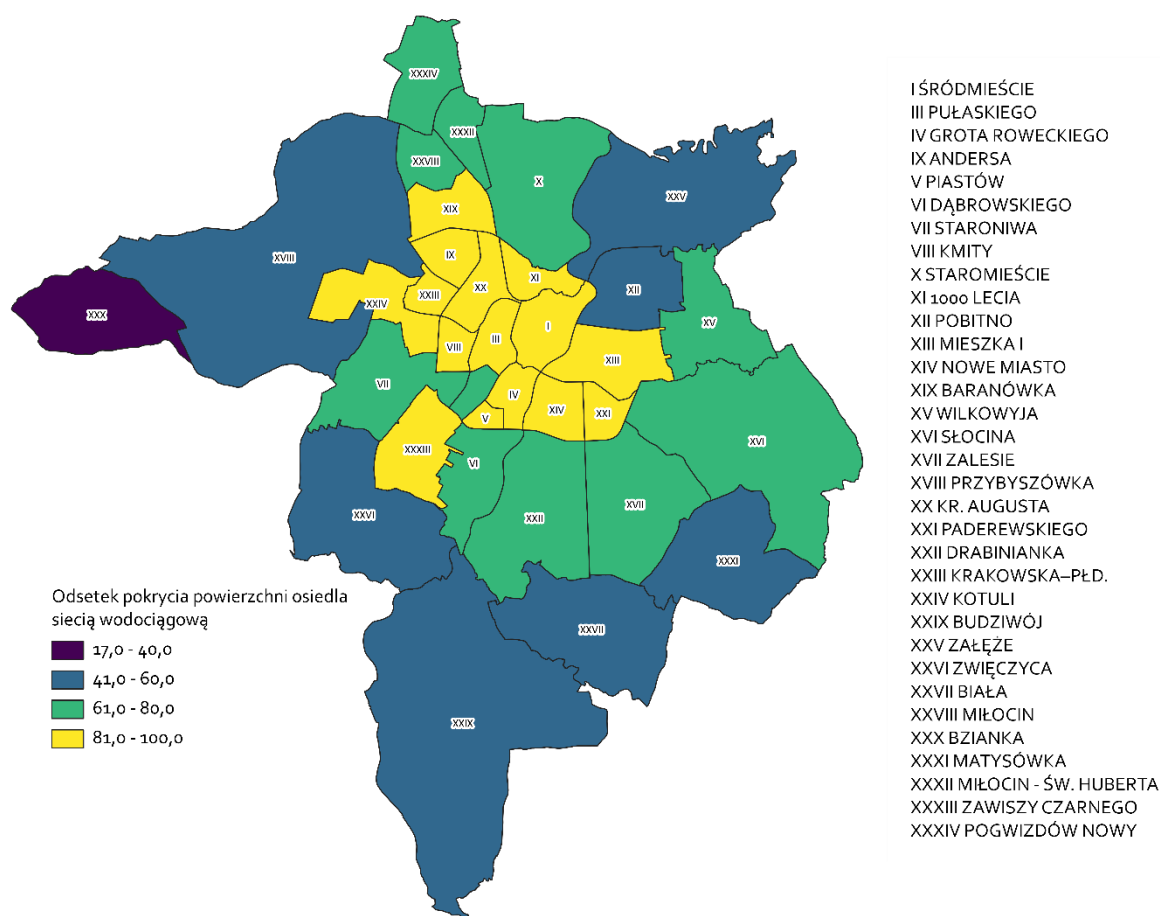 XXXIV
XXXII
XXVIII
X
XXV
XIX
IX
XVIII
XI
XX
XII
XXIII
XXIV
XXX
XV
I
III
VIII
XIII
VII
IV
XIV
XXI
V
XVI
XXXIII
VI
XXII
XVII
XXVI
XXXI
XXVII
XXIX
Odsetek pokrycia powierzchni osiedla
siecią wodociągową
17,0 - 40,0
41,0 - 60,0
61,0 - 80,0
81,0 - 100,0
I ŚRÓDMIEŚCIE
III PUŁASKIEGO
IV GROTA ROWECKIEGO
IX ANDERSA
V PIASTÓW
VI DĄBROWSKIEGO
VII STARONIWA
VIII KMITY
X STAROMIEŚCIE
XI 1000 LECIA
XII POBITNO
XIII MIESZKA I
XIV NOWE MIASTO
XIX BARANÓWKA
XV WILKOWYJA
XVI SŁOCINA
XVII ZALESIE
XVIII PRZYBYSZÓWKA
XX KR. AUGUSTA
XXI PADEREWSKIEGO
XXII DRABINIANKA
XXIII KRAKOWSKA–PŁD.
XXIV KOTULI
XXIX BUDZIWÓJ
XXV ZAŁĘŻE
XXVI ZWIĘCZYCA
XXVII BIAŁA
XXVIII MIŁOCIN
XXX BZIANKA
XXXI MATYSÓWKA
XXXII MIŁOCIN - ŚW. HUBERTA
XXXIII ZAWISZY CZARNEGO
XXXIV POGWIZDÓW NOWY